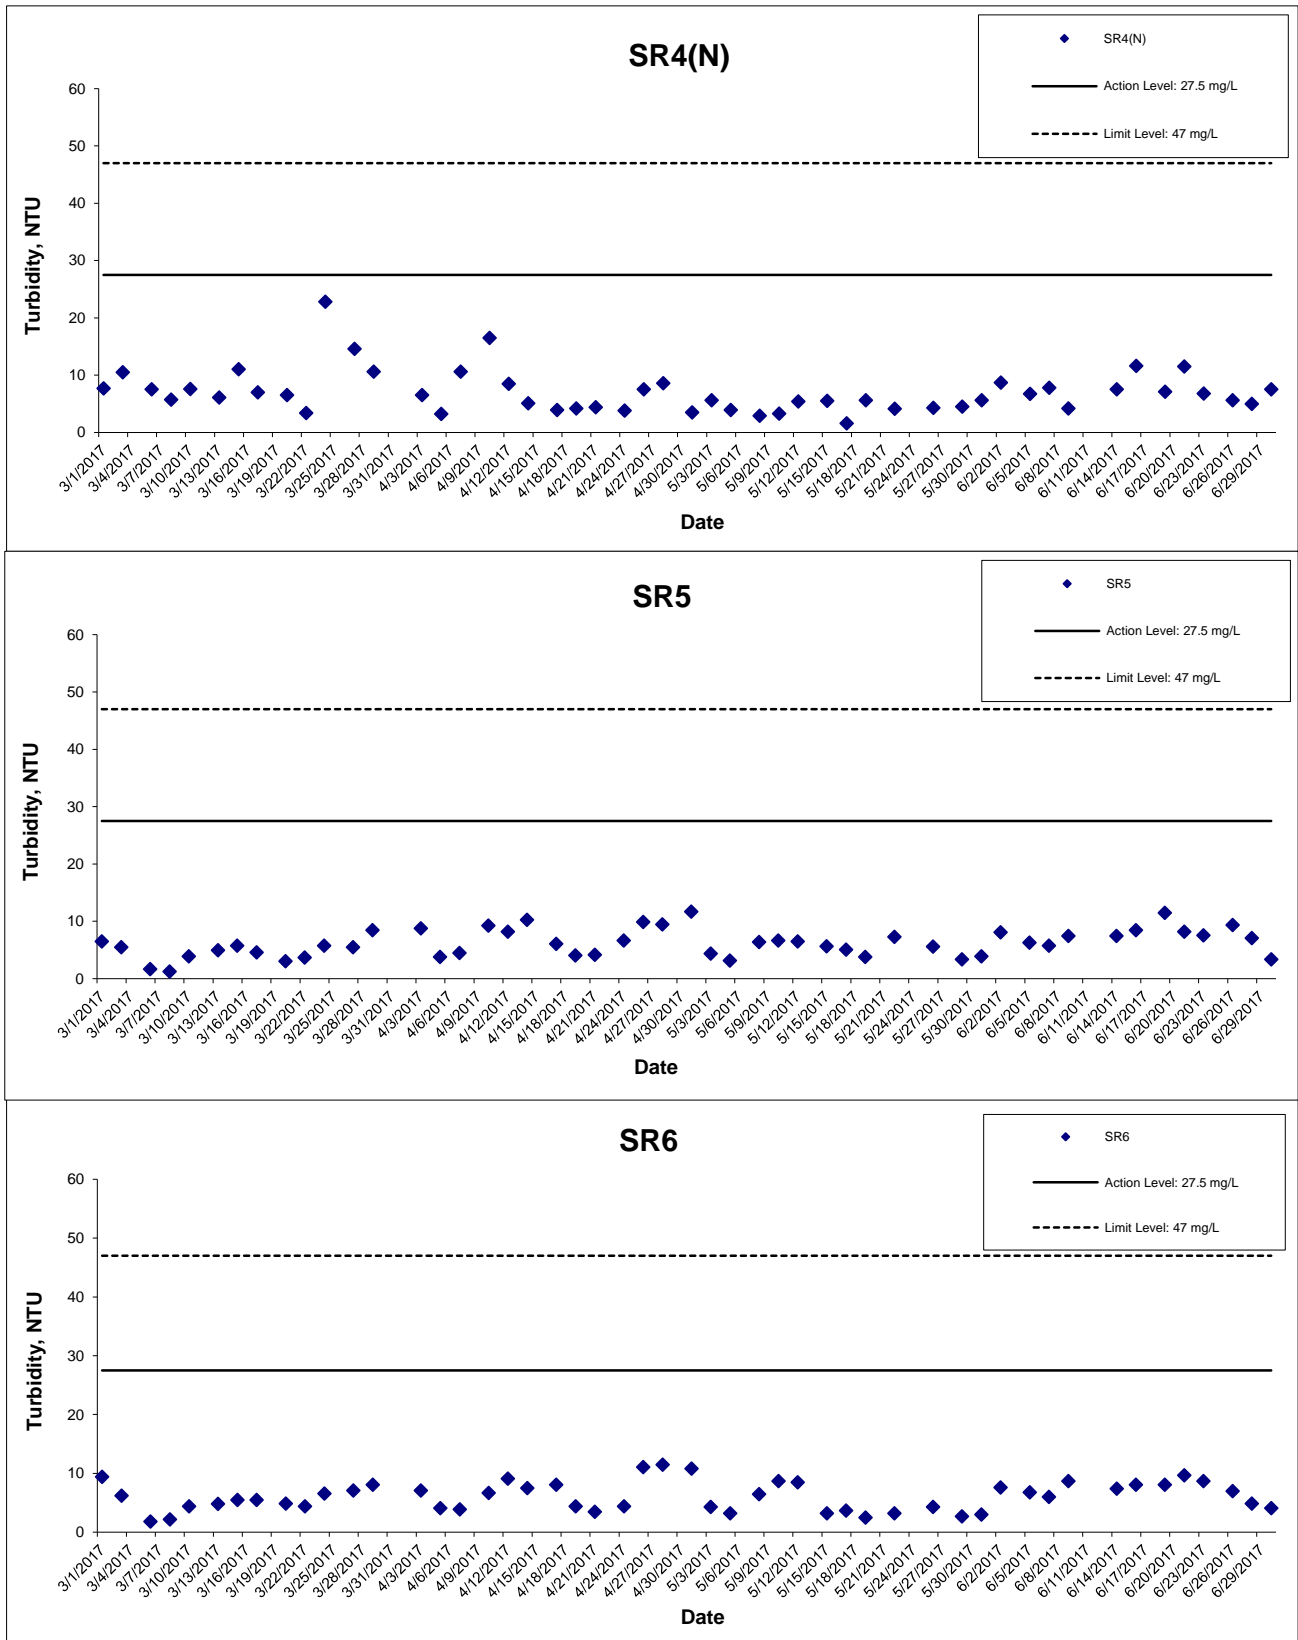 SR4(N)
SR4(N)
Action Level: 27.5 mg/L
Limit Level: 47 mg/L
60
50
40
30
20
10
0
Turbidity, NTU
3/1/2017 3/4/2017 3/7/2017 3/10/2017 3/13/2017 3/16/2017 3/19/2017 3/22/2017 3/25/2017 3/28/2017 3/31/2017 4/3/2017 4/6/2017 4/9/2017 4/12/2017 4/15/2017 4/18/2017 4/21/2017 4/24/2017 4/27/2017 4/30/2017 5/3/2017 5/6/2017 5/9/2017 5/12/2017 5/15/2017 5/18/2017 5/21/2017 5/24/2017 5/27/2017 5/30/2017 6/2/2017 6/5/2017 6/8/2017 6/11/2017 6/14/2017 6/17/2017 6/20/2017 6/23/2017 6/26/2017 6/29/2017
Date
SR5
SR5
Action Level: 27.5 mg/L
Limit Level: 47 mg/L
60
50
40
30
20
10
0
Turbidity, NTU
3/1/2017 3/4/2017 3/7/2017 3/10/2017 3/13/2017 3/16/2017 3/19/2017 3/22/2017 3/25/2017 3/28/2017 3/31/2017 4/3/2017 4/6/2017 4/9/2017 4/12/2017 4/15/2017 4/18/2017 4/21/2017 4/24/2017 4/27/2017 4/30/2017 5/3/2017 5/6/2017 5/9/2017 5/12/2017 5/15/2017 5/18/2017 5/21/2017 5/24/2017 5/27/2017 5/30/2017 6/2/2017 6/5/2017 6/8/2017 6/11/2017 6/14/2017 6/17/2017 6/20/2017 6/23/2017 6/26/2017 6/29/2017
Date
SR6
SR6
Action Level: 27.5 mg/L
Limit Level: 47 mg/L
60
50
40
30
20
10
0
Turbidity, NTU
3/1/2017 3/4/2017 3/7/2017 3/10/2017 3/13/2017 3/16/2017 3/19/2017 3/22/2017 3/25/2017 3/28/2017 3/31/2017 4/3/2017 4/6/2017 4/9/2017 4/12/2017 4/15/2017 4/18/2017 4/21/2017 4/24/2017 4/27/2017 4/30/2017 5/3/2017 5/6/2017 5/9/2017 5/12/2017 5/15/2017 5/18/2017 5/21/2017 5/24/2017 5/27/2017 5/30/2017 6/2/2017 6/5/2017 6/8/2017 6/11/2017 6/14/2017 6/17/2017 6/20/2017 6/23/2017 6/26/2017 6/29/2017
Date